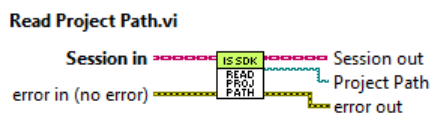 Read Project Path.vi
Session in
IS SDK
Session out
READ
PROJ
PATH
Project Path
error in (no error)
error out